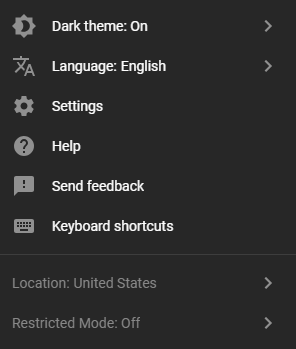 Dark theme: On
Language: English
Settings
Help
Send feedback
Keyboard shortcuts
Location: United States
Restricted Mode: Off